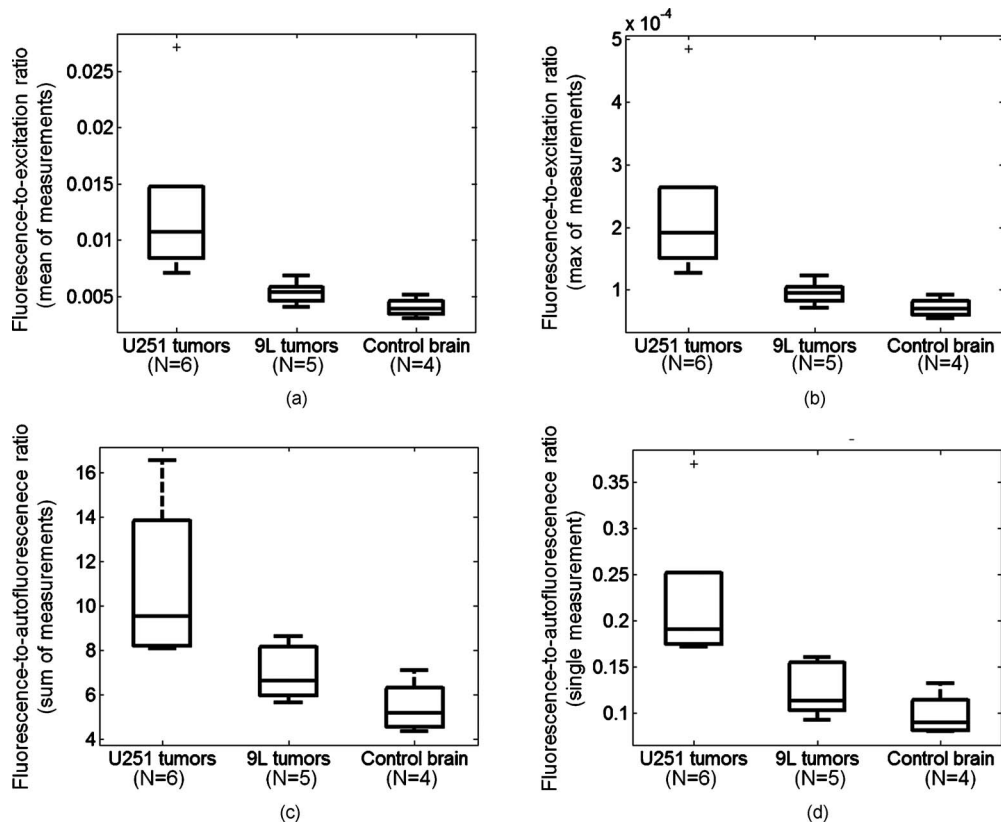 Fluorescence-to-excitation ratio
(mean of measurements)
0.025
0.02
0.015
0.01
0.005
U251 tumors
(N=6)
9L tumors
(N=5)
Control brain
(N=4)
(a)
Fluorescence-to-excitation ratio
(max of measurements)
x 10⁻⁴
5
4
3
2
1
U251 tumors
(N=6)
9L tumors
(N=5)
Control brain
(N=4)
(b)
Fluorescence-to-autofluoresenece ratio
(sum of measurements)
16
14
12
10
8
6
4
U251 tumors
(N=6)
9L tumors
(N=5)
Control brain
(N=4)
(c)
Fluorescence-to-autofluorescenece ratio
(single measurement)
0.35
0.3
0.25
0.2
0.15
0.1
U251 tumors
(N=6)
9L tumors
(N=5)
Control brain
(N=4)
(d)